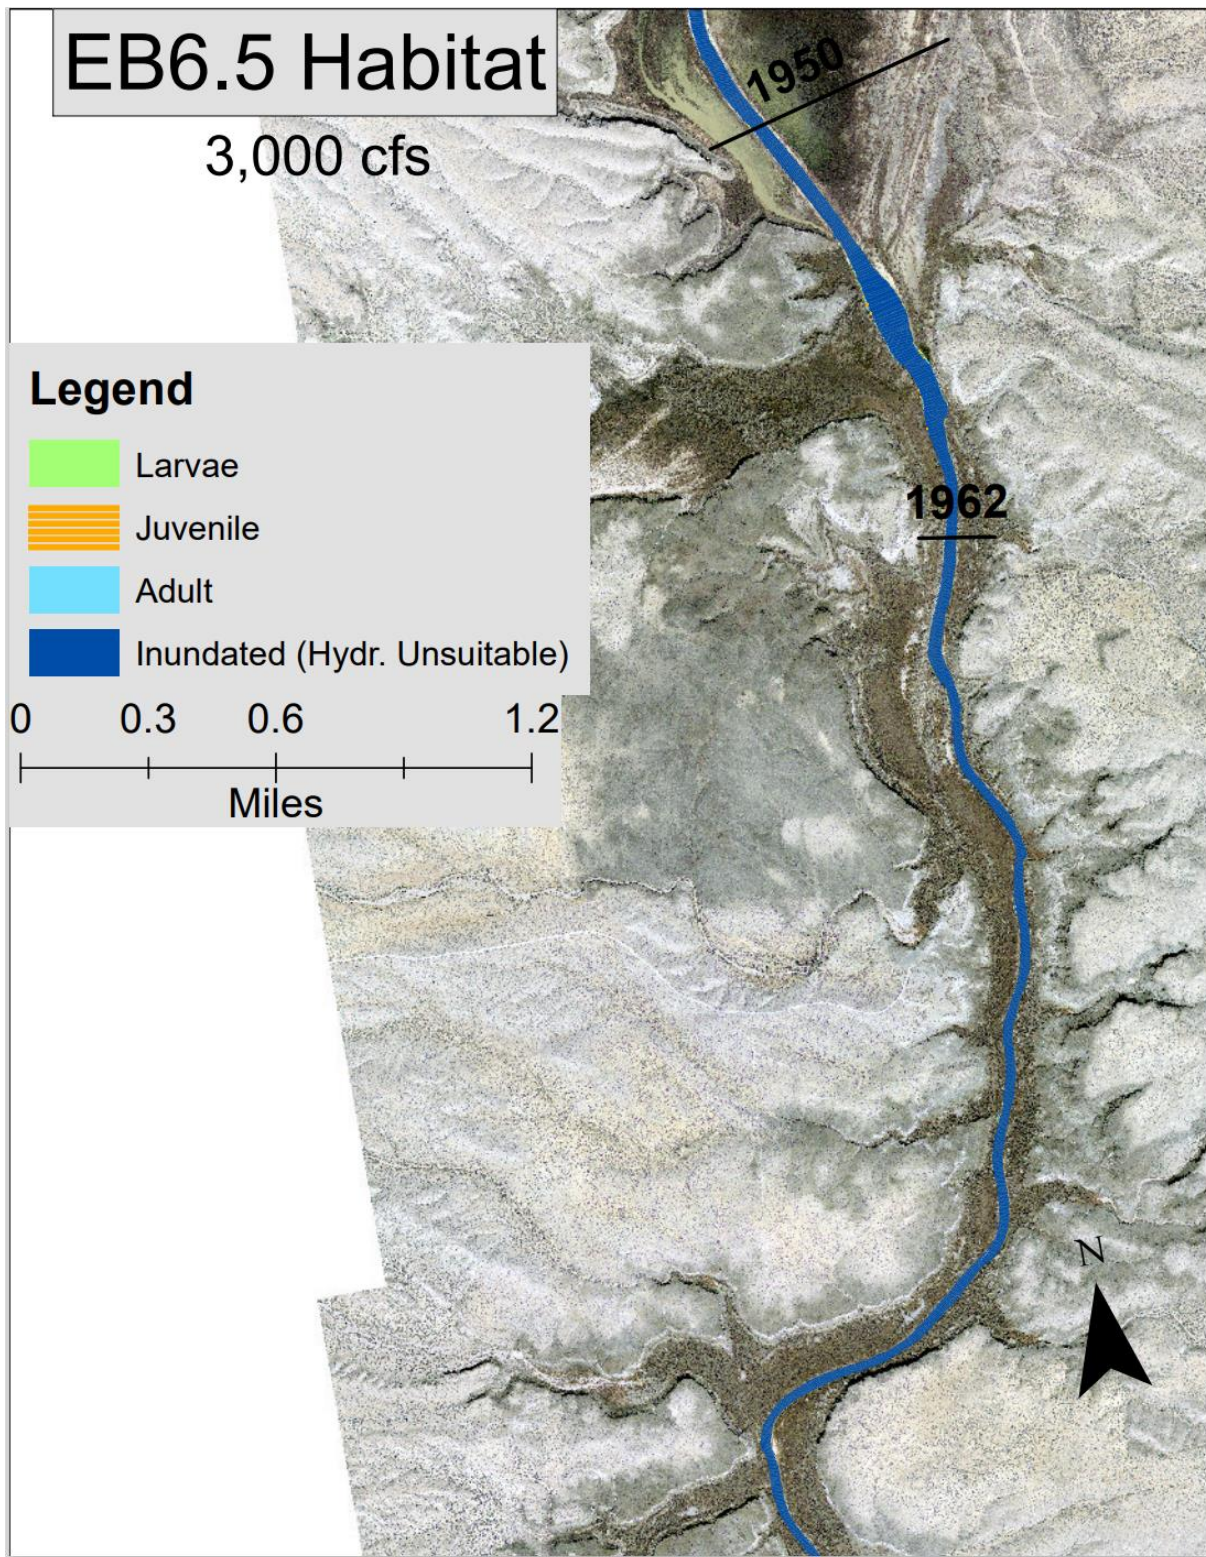 EB6.5 Habitat
3,000 cfs
1950
Legend
Larvae
Juvenile
Adult
Inundated (Hydr. Unsuitable)
0 0.3 0.6 1.2
Miles
1962
N